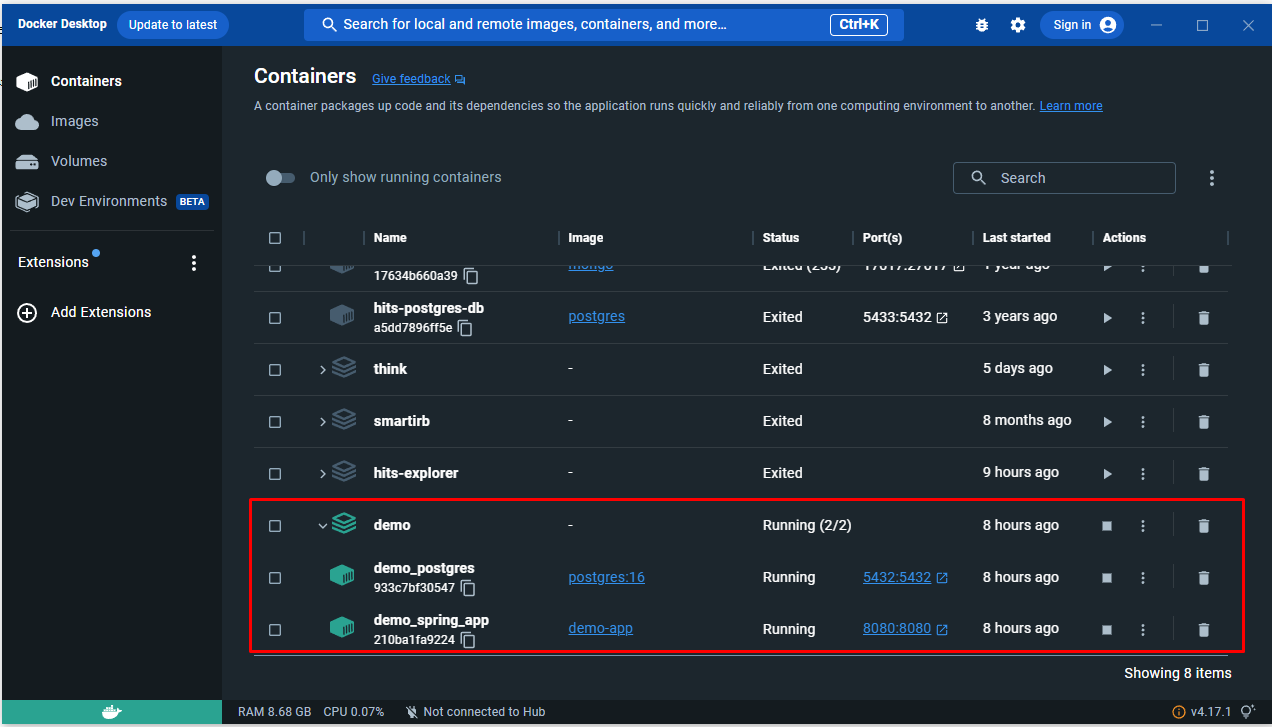 Docker Desktop
Update to latest
Search for local and remote images, containers, and more...
Ctrl+K
Sign in
Containers
Images
Volumes
Dev Environments
BETA
Extensions
Add Extensions
Containers
Give feedback
A container packages up code and its dependencies so the application runs quickly and reliably from one computing environment to another. Learn more
Only show running containers
Search
Name Image Status Port(s) Last started Actions
mongo Exited (255) 17017:27017 1 year ago
17634b660a39
hits-postgres-db
a5dd7896ff5e
postgres Exited 5433:5432 3 years ago
think - Exited 5 days ago
smartirb - Exited 8 months ago
hits-explorer - Exited 9 hours ago
demo - Running (2/2) 8 hours ago
demo_postgres
933c7bf30547
postgres:16 Running 5432:5432 8 hours ago
demo_spring_app
210ba1fa9224
demo-app Running 8080:8080 8 hours ago
Showing 8 items
RAM 8.68 GB CPU 0.07% Not connected to Hub
v4.17.1